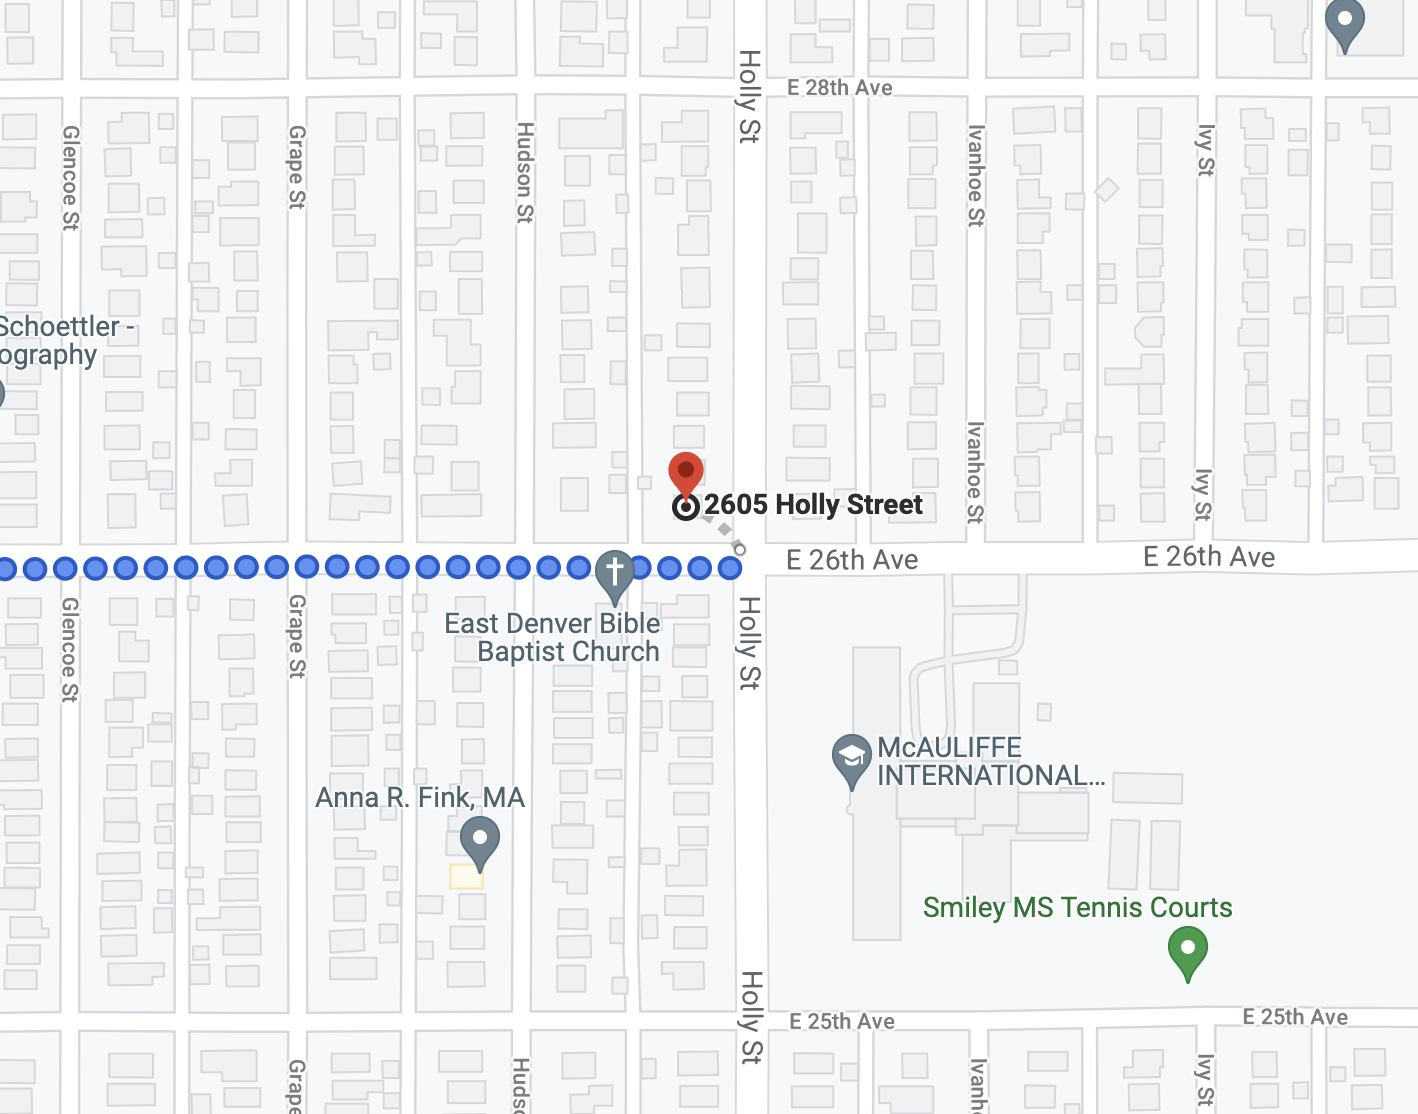 Holly St
E 28th Ave
Glencoe St
Grape St
Hudson St
Ivanhoe St
Ivy St
Schoettler -
ography
Ivanhoe St
Ivy St
2605 Holly Street
E 26th Ave
E 26th Ave
Glencoe St
Grape St
East Denver Bible
Baptist Church
Holly St
McAULIFFE
INTERNATIONAL...
Anna R. Fink, MA
Smiley MS Tennis Courts
Holly St
E 25th Ave
E 25th Ave
Grape
Hudso
Ivanho
Ivy St